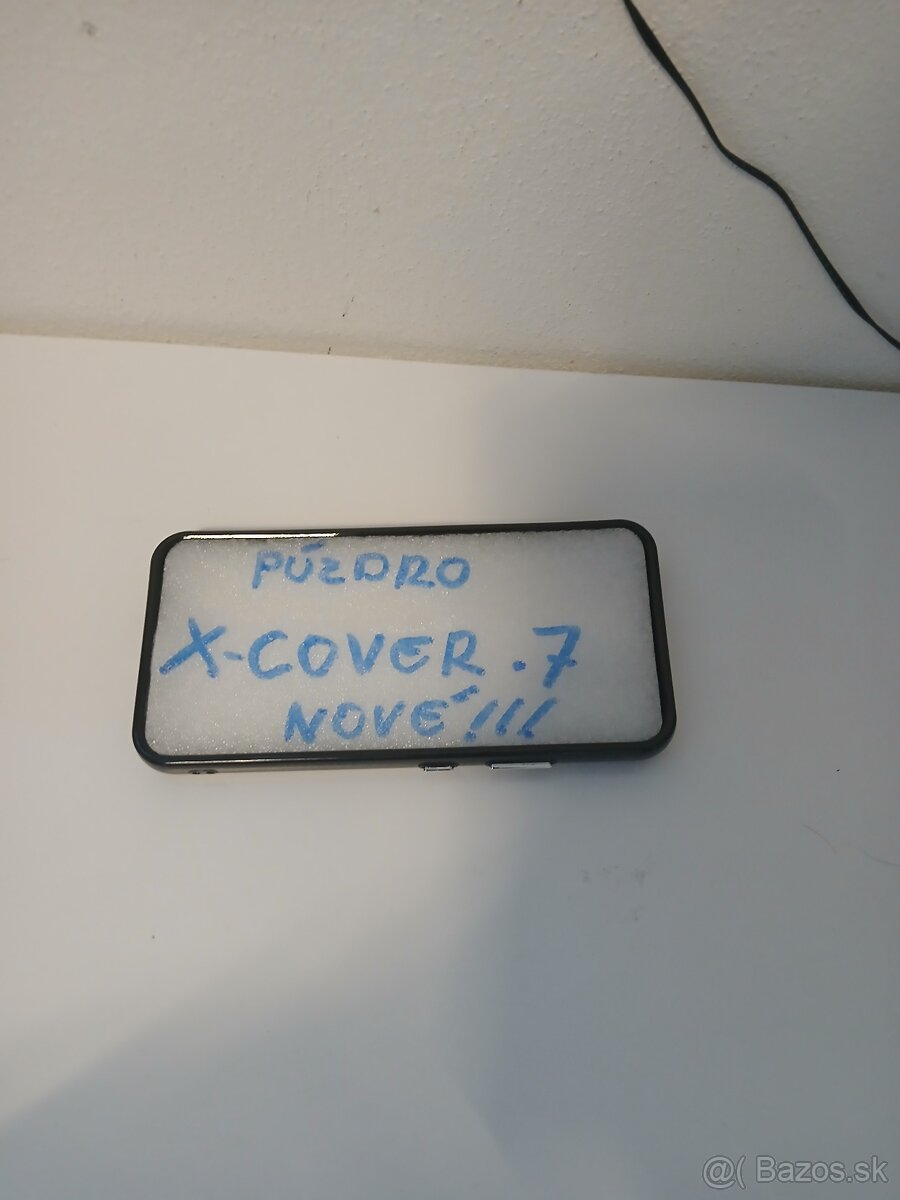 PÚZDRO
X-COVER.7
NOVÉ!!!
@( Bazos.sk